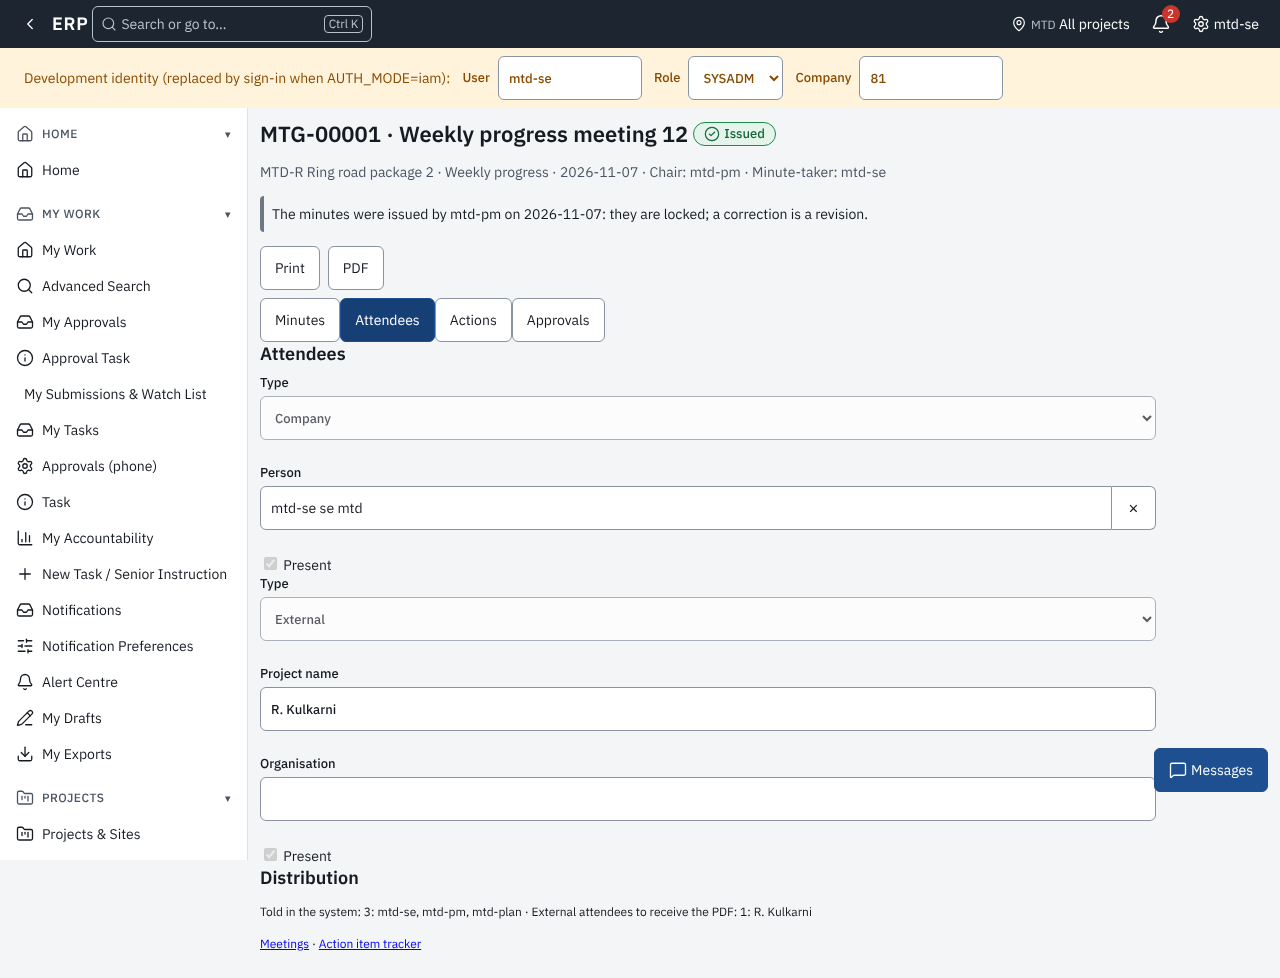 ERP
Search or go to...
Ctrl K
MTD All projects
2
mtd-se
Development identity (replaced by sign-in when AUTH_MODE=iam):
User
mtd-se
Role
SYSADM
Company
81
HOME
Home
MY WORK
My Work
Advanced Search
My Approvals
Approval Task
My Submissions & Watch List
My Tasks
Approvals (phone)
Task
My Accountability
New Task / Senior Instruction
Notifications
Notification Preferences
Alert Centre
My Drafts
My Exports
PROJECTS
Projects & Sites
MTG-00001 · Weekly progress meeting 12
Issued
MTD-R Ring road package 2 · Weekly progress · 2026-11-07 · Chair: mtd-pm · Minute-taker: mtd-se
The minutes were issued by mtd-pm on 2026-11-07: they are locked; a correction is a revision.
Print
PDF
Minutes
Attendees
Actions
Approvals
Attendees
Type
Company
Person
mtd-se se mtd
×
Present
Type
External
Project name
R. Kulkarni
Organisation
Present
Distribution
Told in the system: 3: mtd-se, mtd-pm, mtd-plan · External attendees to receive the PDF: 1: R. Kulkarni
Meetings · Action item tracker
Messages